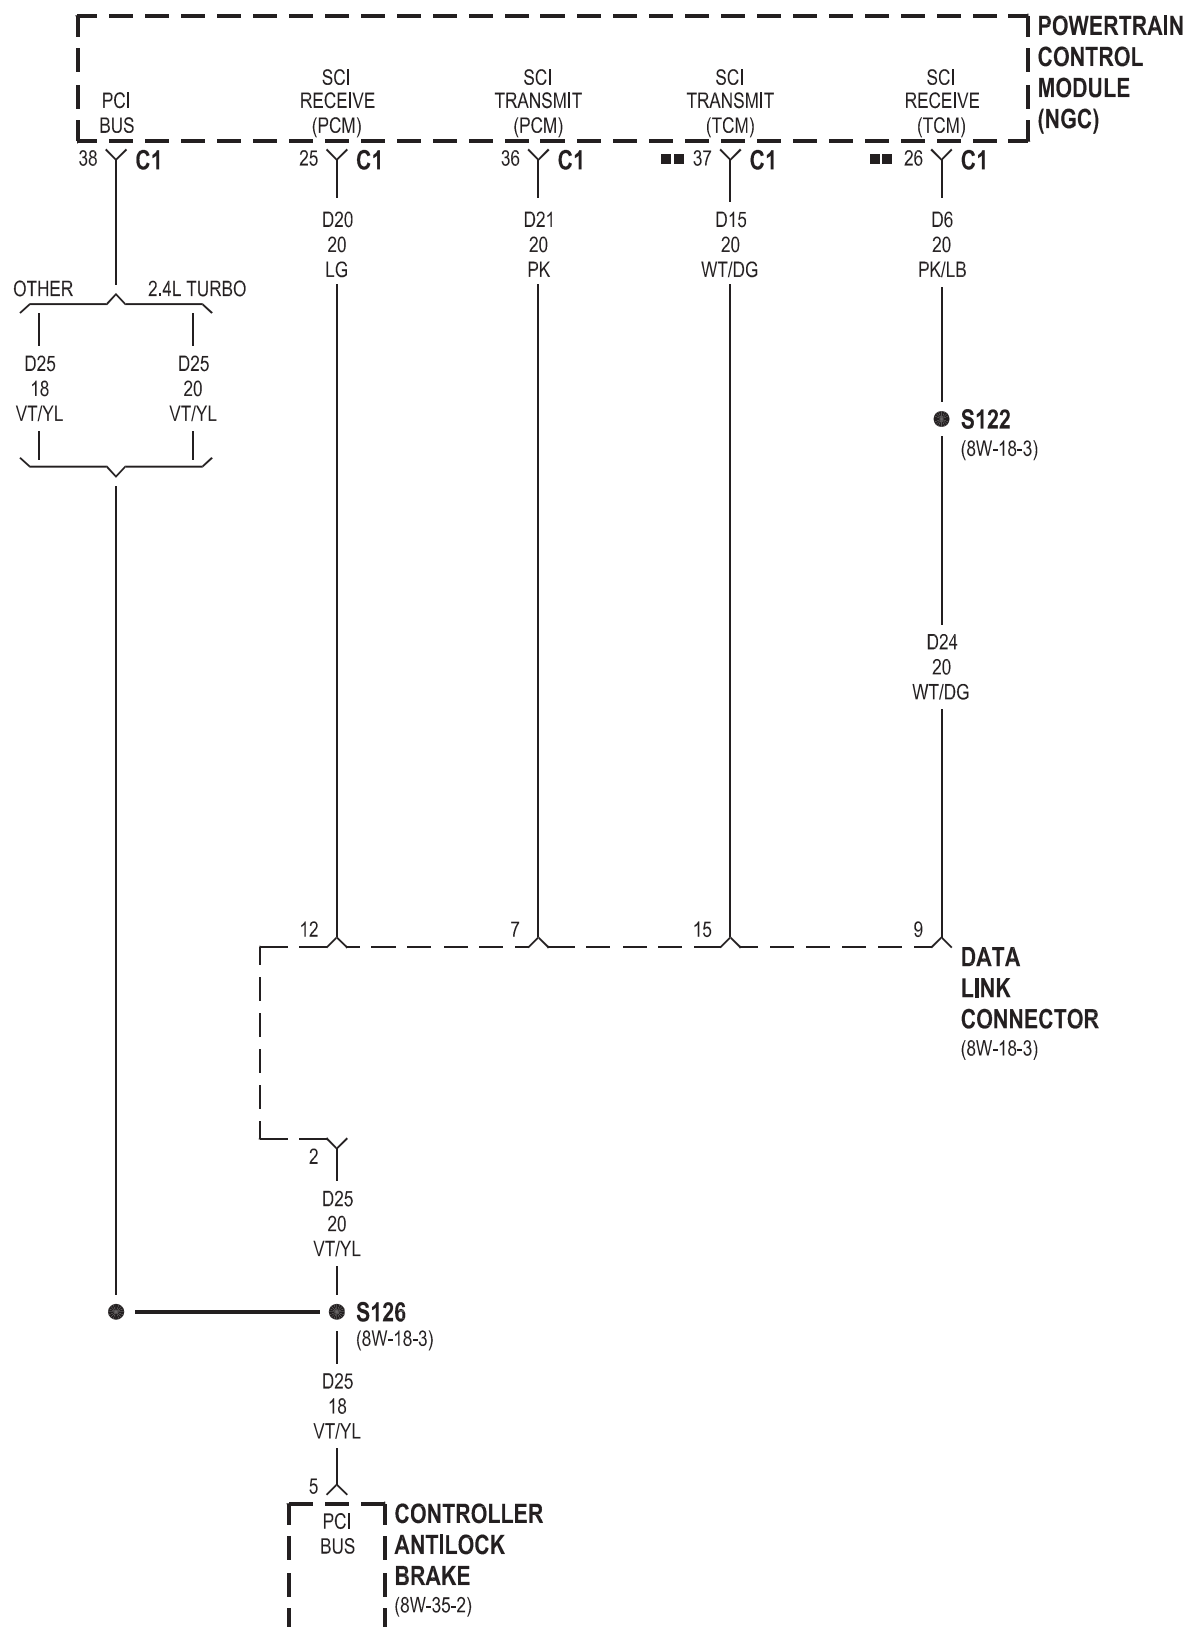 POWERTRAIN
CONTROL
MODULE
(NGC)
PCI
BUS
SCI
RECEIVE
(PCM)
SCI
TRANSMIT
(PCM)
SCI
TRANSMIT
(TCM)
SCI
RECEIVE
(TCM)
38 C1
25 C1
36 C1
37 C1
26 C1
D20
20
LG
D21
20
PK
D15
20
WT/DG
D6
20
PK/LB
OTHER
2.4L TURBO
D25
18
VT/YL
D25
20
VT/YL
S122
(8W-18-3)
D24
20
WT/DG
12
7
15
9
DATA
LINK
CONNECTOR
(8W-18-3)
2
D25
20
VT/YL
S126
(8W-18-3)
D25
18
VT/YL
5
PCI
BUS
CONTROLLER
ANTILOCK
BRAKE
(8W-35-2)